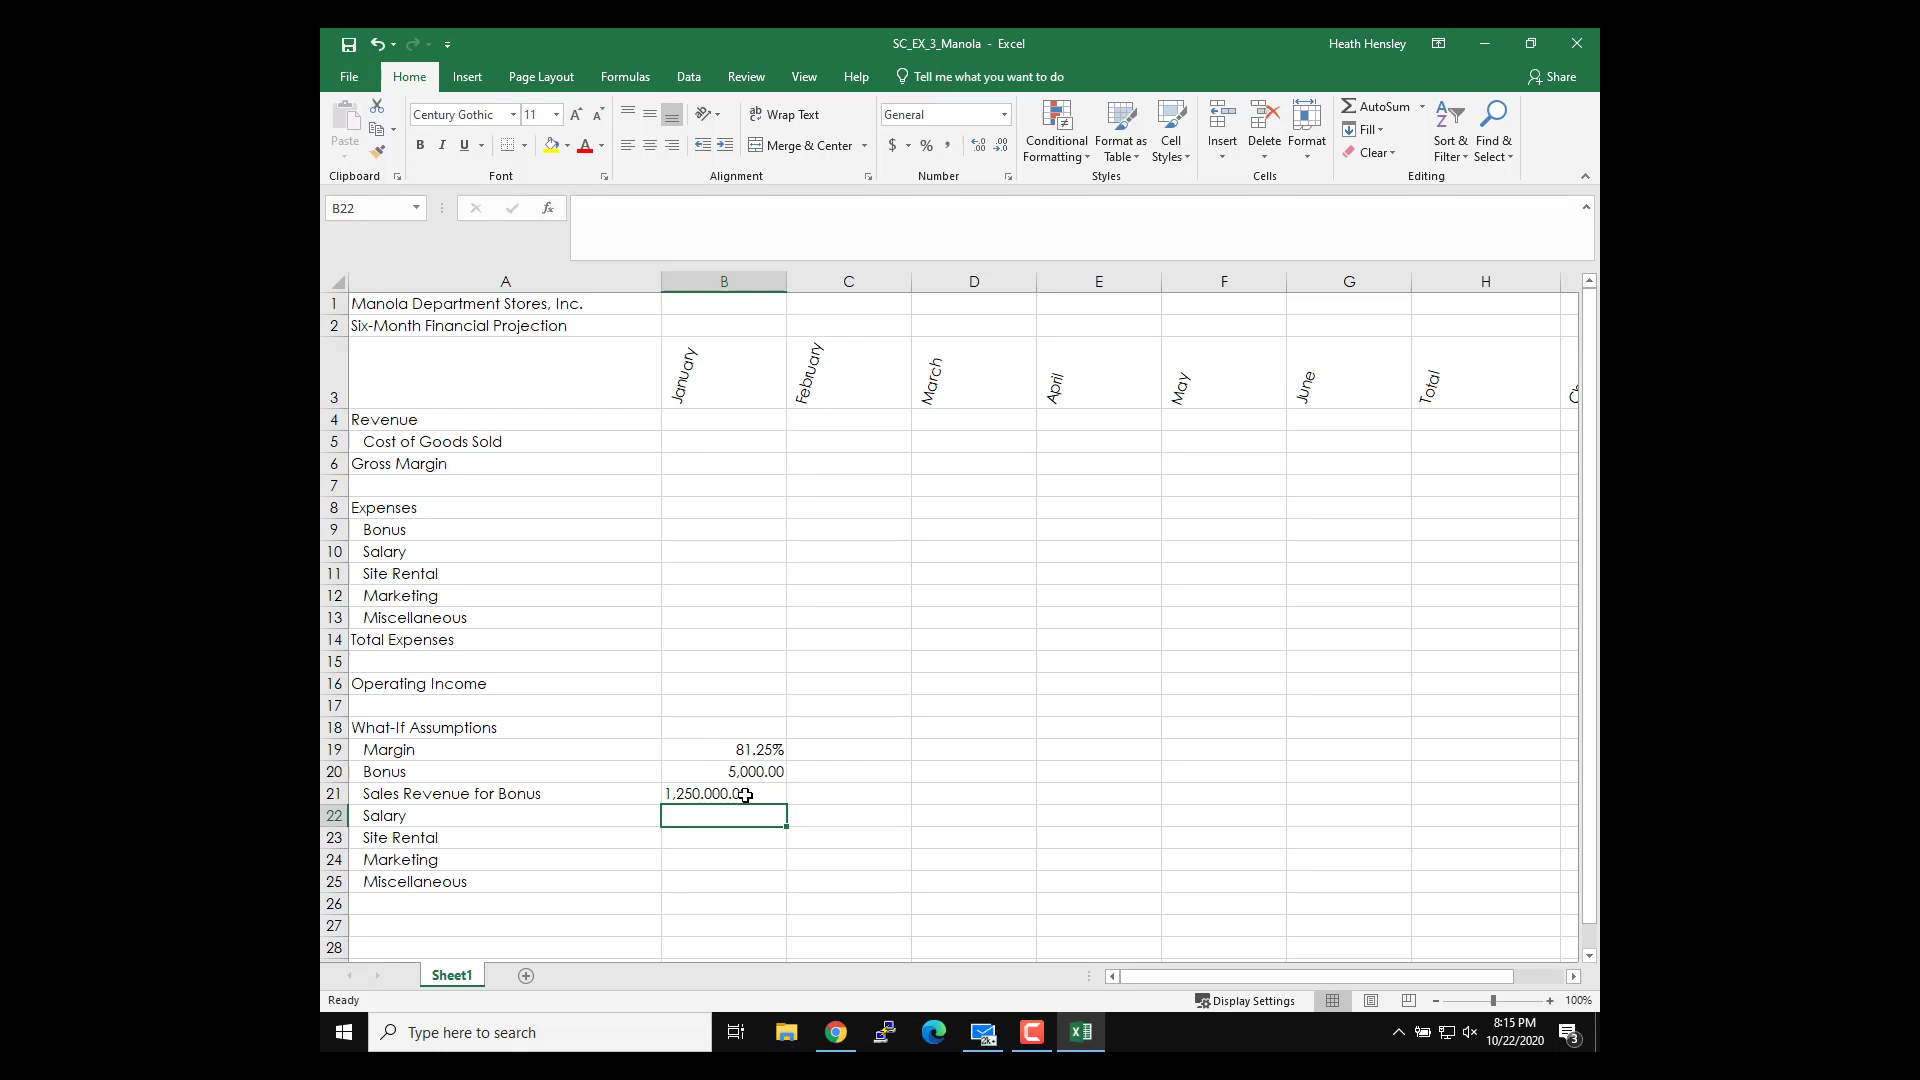 SC_EX_3_Manola - Excel
Heath Hensley
File Home Insert Page Layout Formulas Data Review View Help Tell me what you want to do Share
Paste
Clipboard
Century Gothic 11
B I U
Font
Wrap Text
Merge & Center
Alignment
General
$ % ,
Number
Conditional Formatting
Format as Table
Cell Styles
Styles
Insert Delete Format
Cells
AutoSum
Fill
Clear
Sort & Filter
Find & Select
Editing
B22 fx
A B C D E F G H
1 Manola Department Stores, Inc.
2 Six-Month Financial Projection
3 January February March April May June Total
4 Revenue
5 Cost of Goods Sold
6 Gross Margin
7
8 Expenses
9 Bonus
10 Salary
11 Site Rental
12 Marketing
13 Miscellaneous
14 Total Expenses
15
16 Operating Income
17
18 What-If Assumptions
19 Margin 81.25%
20 Bonus 5,000.00
21 Sales Revenue for Bonus 1,250.000.0
22 Salary
23 Site Rental
24 Marketing
25 Miscellaneous
26
27
28
Sheet1
Ready Display Settings 100%
Type here to search
8:15 PM
10/22/2020
3